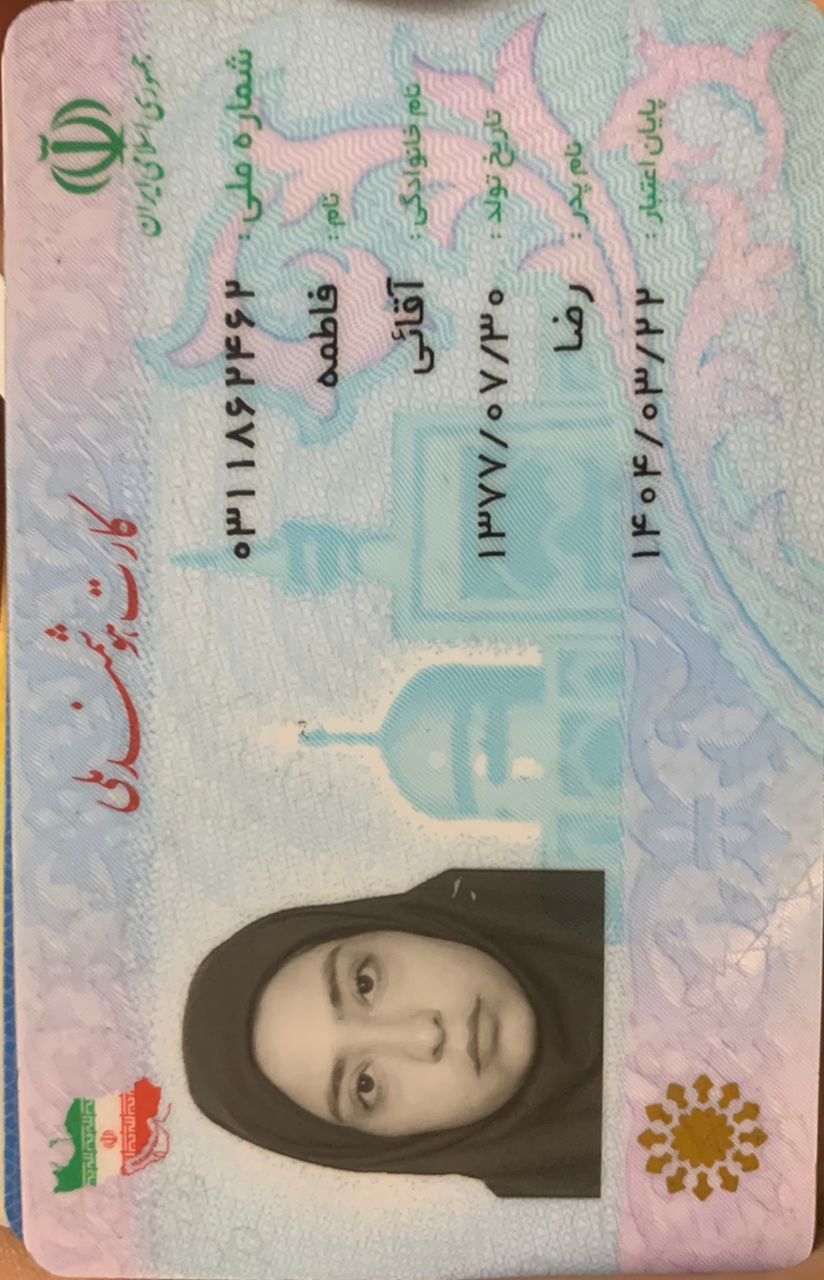 جمهوری اسلامی ایران
کارت هوشمند ملی
شماره ملی : ۰۳۱۱۸۶۲۴۶۲
نام : فاطمه
نام خانوادگی : آقائی
تاریخ تولد : ۱۳۷۷/۰۷/۳۰
نام پدر : رضا
پایان اعتبار : ۱۴۰۴/۰۳/۲۲